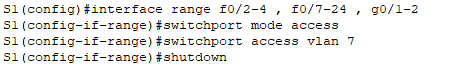 S1(config)#interface range f0/2-4 , f0/7-24 , g0/1-2
S1(config-if-range)#switchport mode access
S1(config-if-range)#switchport access vlan 7
S1(config-if-range)#shutdown